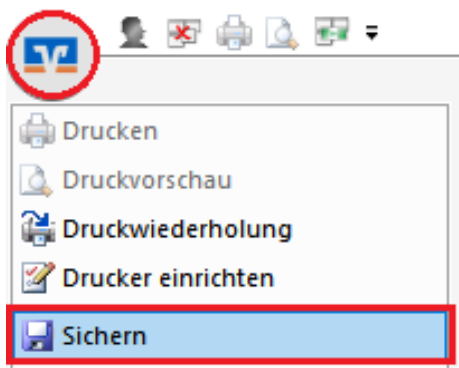 Drucken
Druckvorschau
Druckwiederholung
Drucker einrichten
Sichern